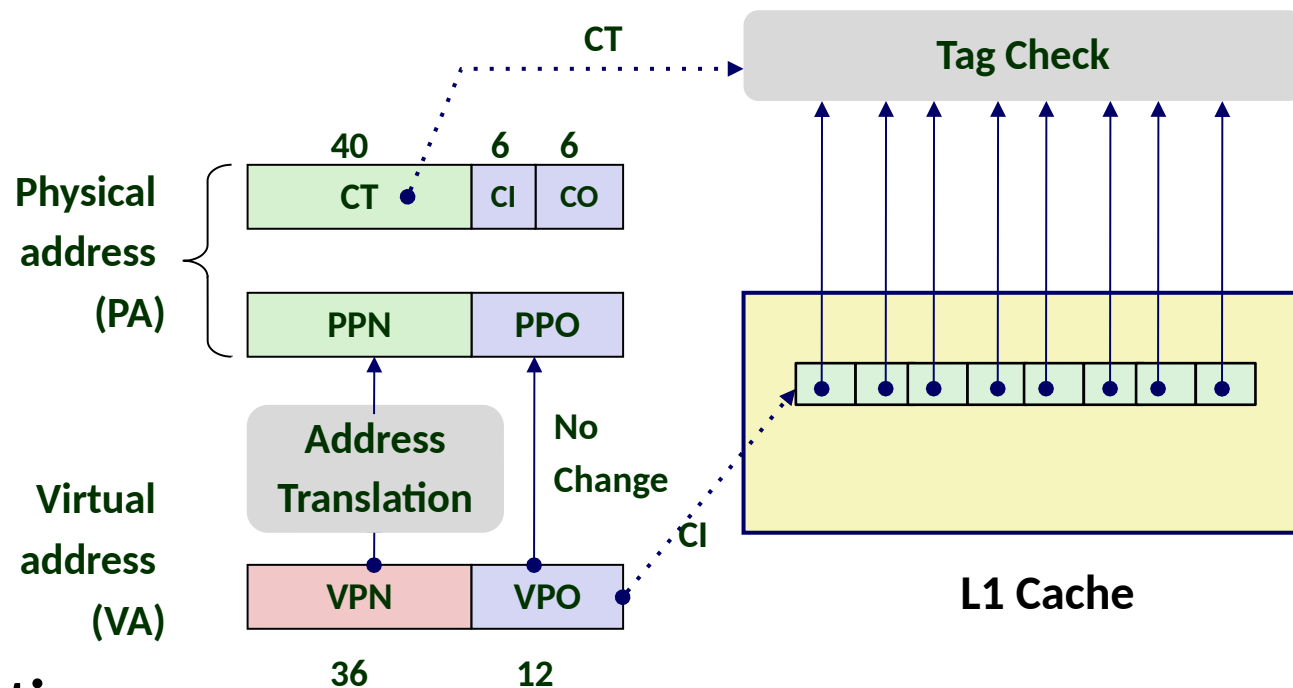 CT
Tag Check
40 6 6
Physical
address
(PA)
CT CI CO
PPN PPO
Address
Translation
No
Change
Virtual
address
(VA)
CI
VPN VPO
L1 Cache
36 12